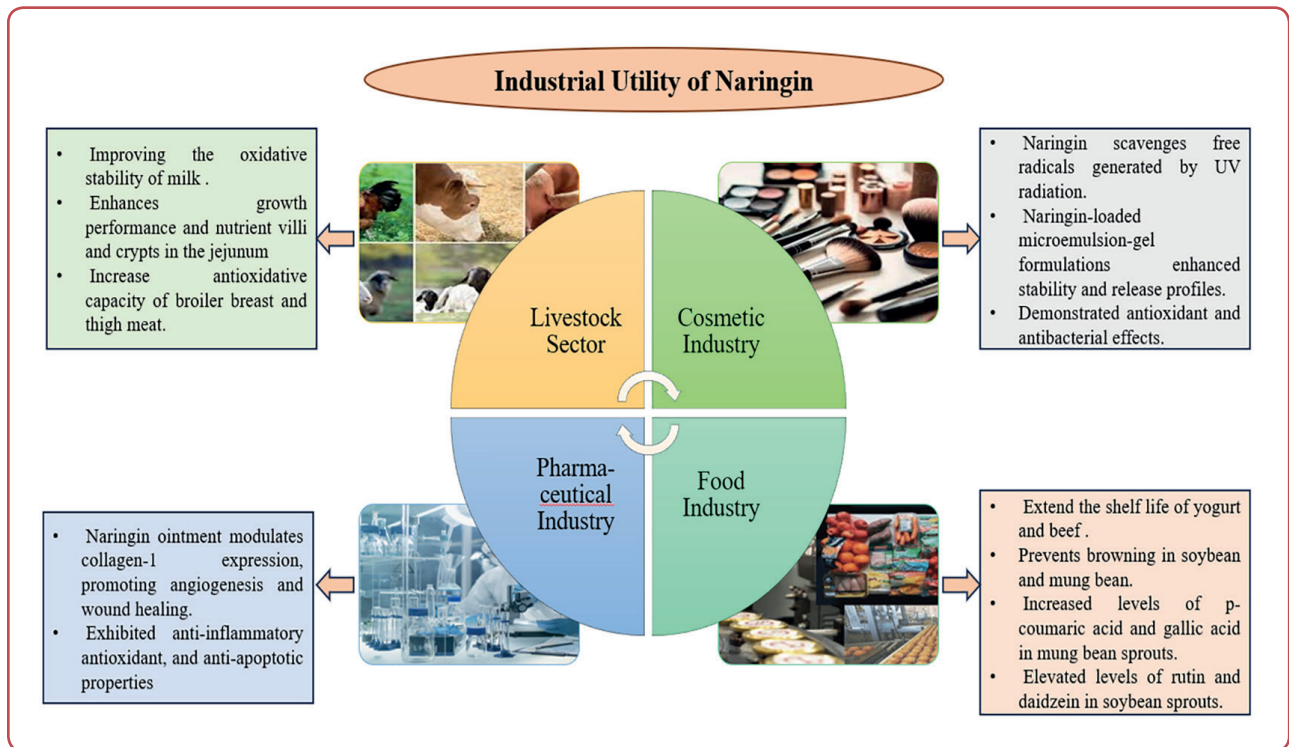 Industrial Utility of Naringin
• Improving the oxidative
stability of milk .
• Enhances growth
performance and nutrient villi
and crypts in the jejunum
• Increase antioxidative
capacity of broiler breast and
thigh meat.
Livestock
Sector
Cosmetic
Industry
• Naringin scavenges free
radicals generated by UV
radiation.
• Naringin-loaded
microemulsion-gel
formulations enhanced
stability and release profiles.
• Demonstrated antioxidant and
antibacterial effects.
• Naringin ointment modulates
collagen-1 expression,
promoting angiogenesis and
wound healing.
• Exhibited anti-inflammatory
antioxidant, and anti-apoptotic
properties
Pharma-
ceutical
Industry
Food
Industry
• Extend the shelf life of yogurt
and beef .
• Prevents browning in soybean
and mung bean.
• Increased levels of p-
coumaric acid and gallic acid
in mung bean sprouts.
• Elevated levels of rutin and
daidzein in soybean sprouts.